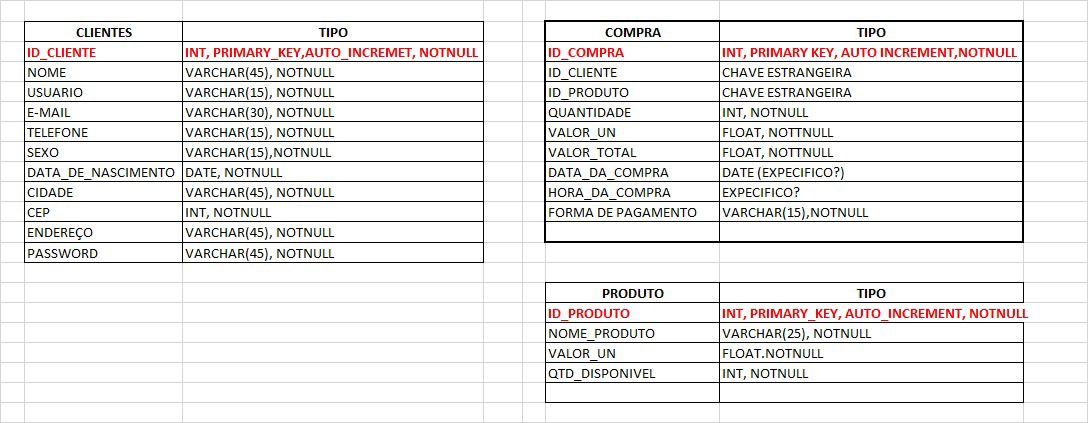 CLIENTES TIPO
ID_CLIENTE INT, PRIMARY_KEY,AUTO_INCREMET, NOTNULL
NOME VARCHAR(45), NOTNULL
USUARIO VARCHAR(15), NOTNULL
E-MAIL VARCHAR(30), NOTNULL
TELEFONE VARCHAR(15), NOTNULL
SEXO VARCHAR(15),NOTNULL
DATA_DE_NASCIMENTO DATE, NOTNULL
CIDADE VARCHAR(45), NOTNULL
CEP INT, NOTNULL
ENDEREÇO VARCHAR(45), NOTNULL
PASSWORD VARCHAR(45), NOTNULL
COMPRA TIPO
ID_COMPRA INT, PRIMARY KEY, AUTO INCREMENT,NOTNULL
ID_CLIENTE CHAVE ESTRANGEIRA
ID_PRODUTO CHAVE ESTRANGEIRA
QUANTIDADE INT, NOTNULL
VALOR_UN FLOAT, NOTTNULL
VALOR_TOTAL FLOAT, NOTTNULL
DATA_DA_COMPRA DATE (EXPECIFICO?)
HORA_DA_COMPRA EXPECIFICO?
FORMA DE PAGAMENTO VARCHAR(15),NOTNULL
PRODUTO TIPO
ID_PRODUTO INT, PRIMARY_KEY, AUTO_INCREMENT, NOTNULL
NOME_PRODUTO VARCHAR(25), NOTNULL
VALOR_UN FLOAT.NOTNULL
QTD_DISPONIVEL INT, NOTNULL